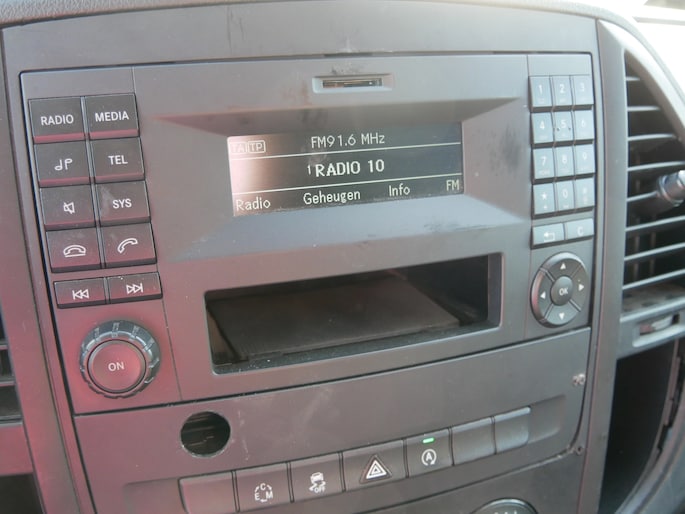 RADIO MEDIA
TEL
SYS
ON
TA TP
FM91.6 MHz
RADIO 10
Radio Geheugen Info FM
1 2 3
4 5 6
7 8 9
* 0 #
C
OK
C
E M
OFF
A